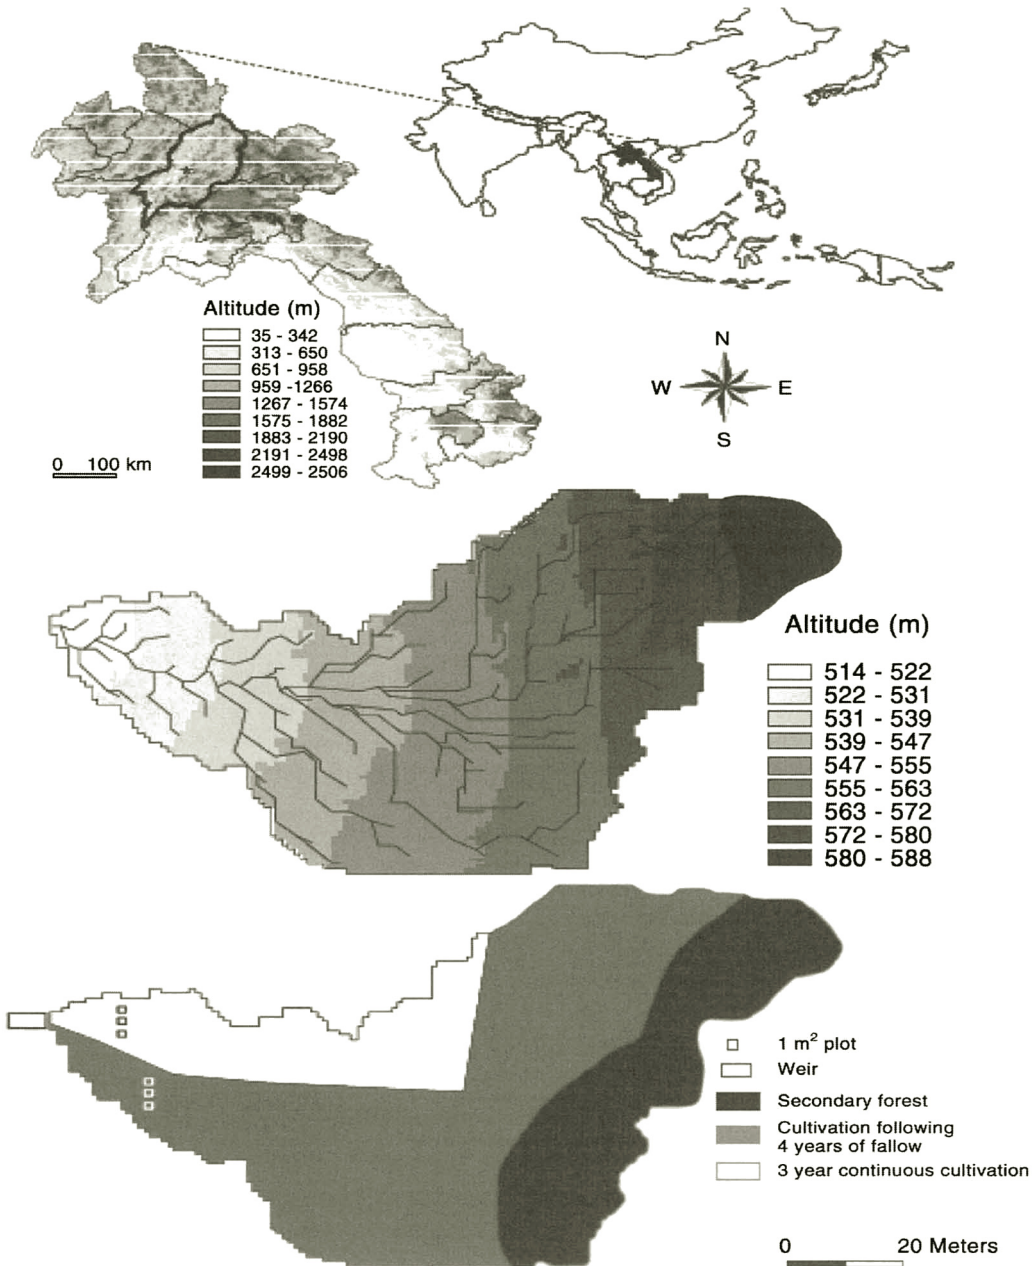 Altitude (m)
35 - 342
313 - 650
651 - 958
959 -1266
1267 - 1574
1575 - 1882
1883 - 2190
2191 - 2498
2499 - 2506
0 100 km
N
W E
S
Altitude (m)
514 - 522
522 - 531
531 - 539
539 - 547
547 - 555
555 - 563
563 - 572
572 - 580
580 - 588
1 m² plot
Weir
Secondary forest
Cultivation following
4 years of fallow
3 year continuous cultivation
0 20 Meters